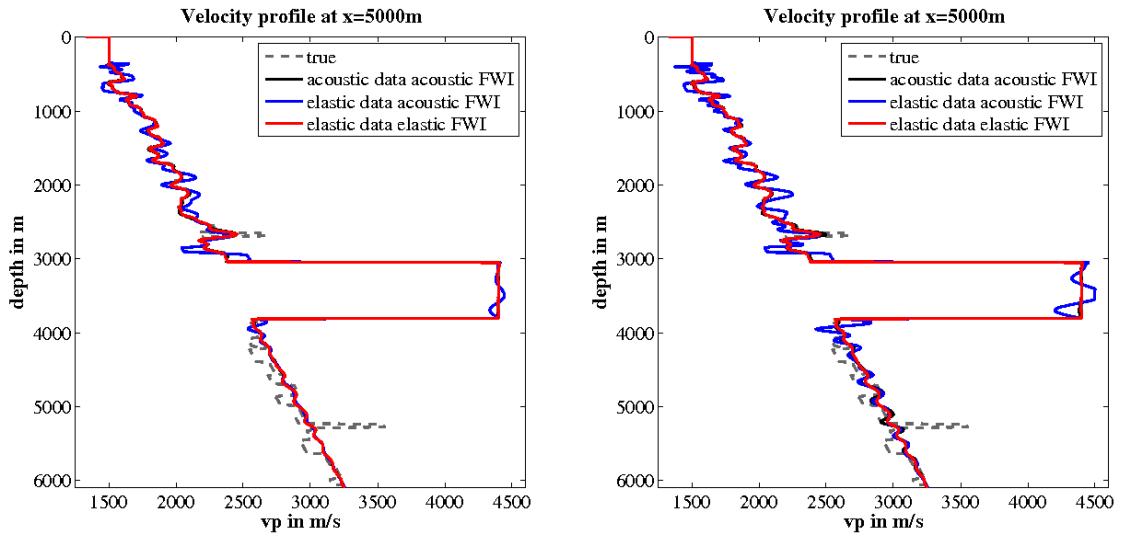 Velocity profile at x=5000m
0
1000
2000
3000
4000
5000
6000
depth in m
1500 2000 2500 3000 3500 4000 4500
vp in m/s
true
acoustic data acoustic FWI
elastic data acoustic FWI
elastic data elastic FWI
Velocity profile at x=5000m
0
1000
2000
3000
4000
5000
6000
depth in m
1500 2000 2500 3000 3500 4000 4500
vp in m/s
true
acoustic data acoustic FWI
elastic data acoustic FWI
elastic data elastic FWI